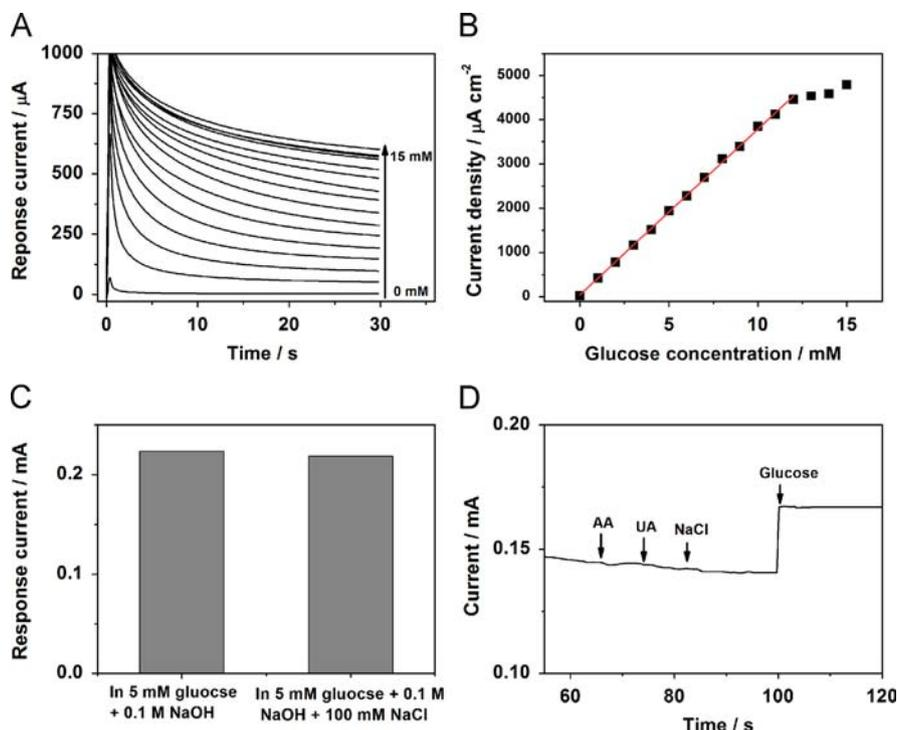 A
Reponse current / μA
1000
750
500
250
0
15 mM
0 mM
0 10 20 30
Time / s
B
Current density / μA cm⁻²
5000
4000
3000
2000
1000
0
0 5 10 15
Glucose concentration / mM
C
Response current / mA
0.2
0.1
0.0
In 5 mM gluocse
+ 0.1 M NaOH
In 5 mM glucose + 0.1 M
NaOH + 100 mM NaCl
D
Current / mA
0.20
0.15
0.10
AA
UA
NaCl
Glucose
60 80 100 120
Time / s